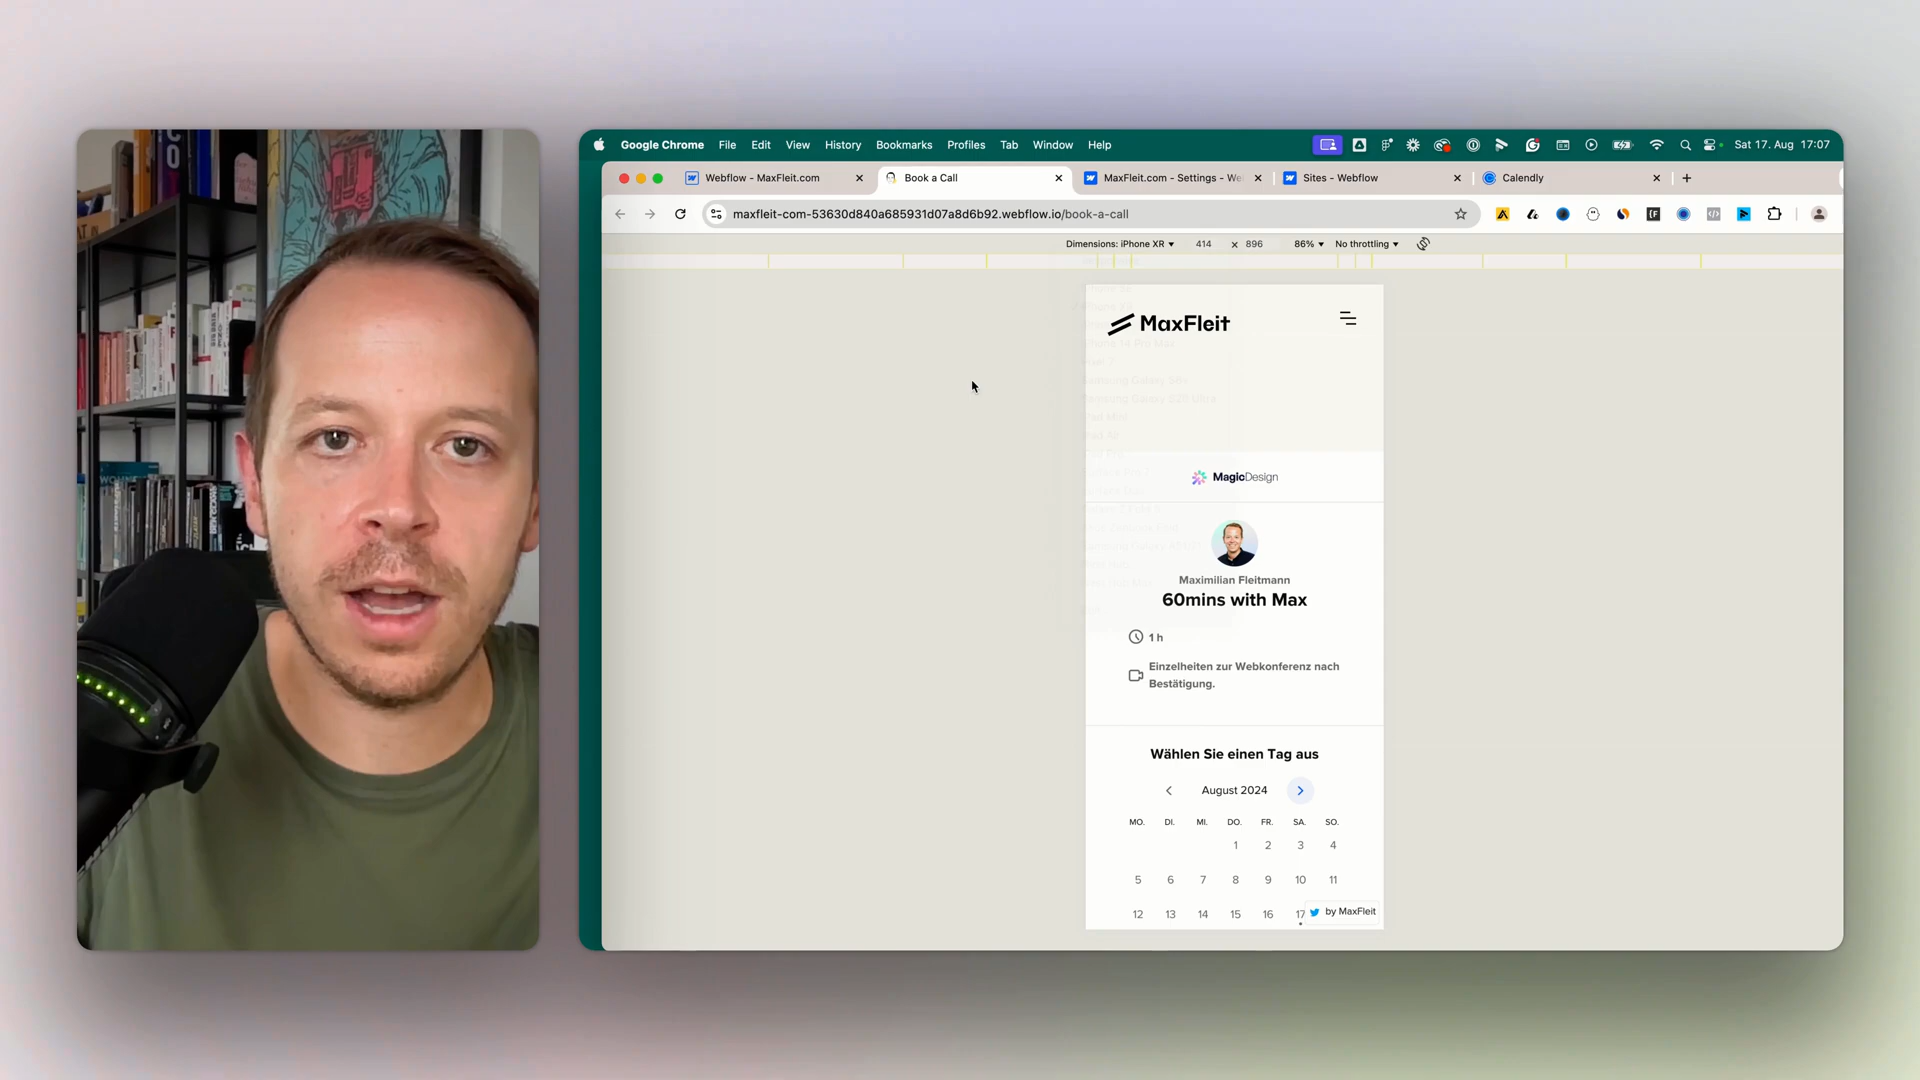 Google Chrome File Edit View History Bookmarks Profiles Tab Window Help
Sat 17. Aug 17:07
Webflow - MaxFleit.com
Book a Call
MaxFleit.com - Settings - We
Sites - Webflow
Calendly
maxfleit-com-53630d840a685931d07a8d6b92.webflow.io/book-a-call
Dimensions: iPhone XR 414 × 896 86% No throttling
MaxFleit
MagicDesign
Maximilian Fleitmann
60mins with Max
1 h
Einzelheiten zur Webkonferenz nach
Bestätigung.
Wählen Sie einen Tag aus
August 2024
MO. DI. MI. DO. FR. SA. SO.
1 2 3 4
5 6 7 8 9 10 11
12 13 14 15 16 17
by MaxFleit